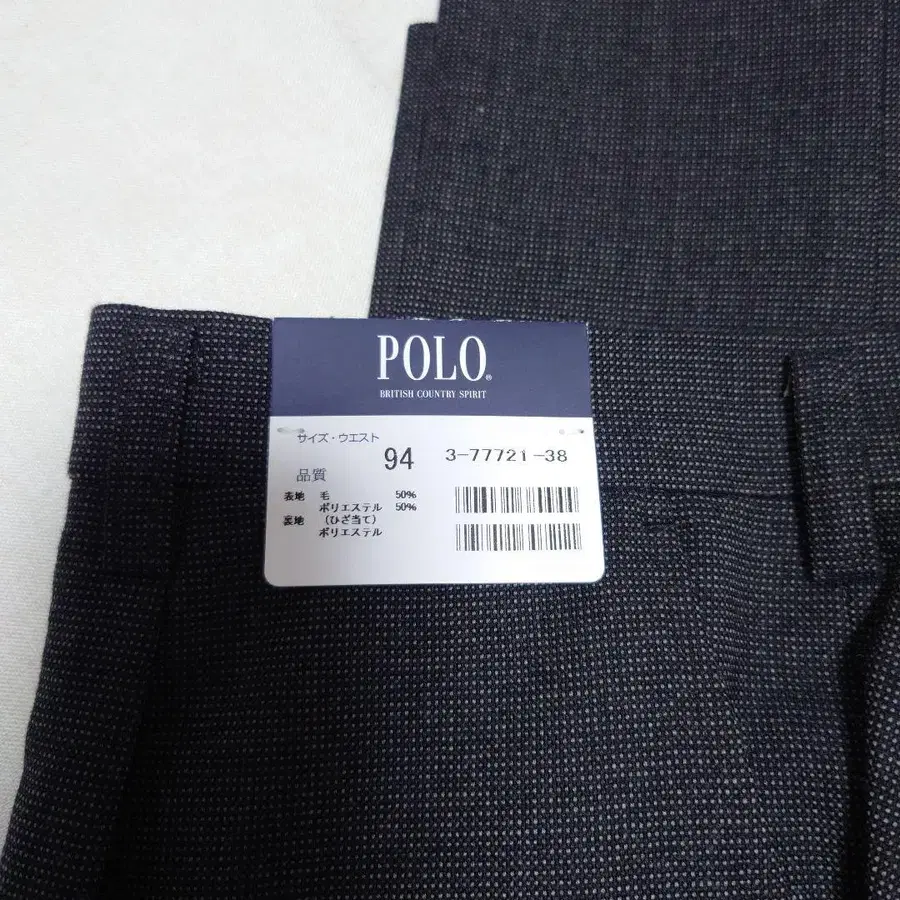 POLO®
BRITISH COUNTRY SPIRIT
サイズ・ウエスト
94 3-77721-38
品質
表地 毛 50%
ポリエステル 50%
裏地 (ひざ当て)
ポリエステル